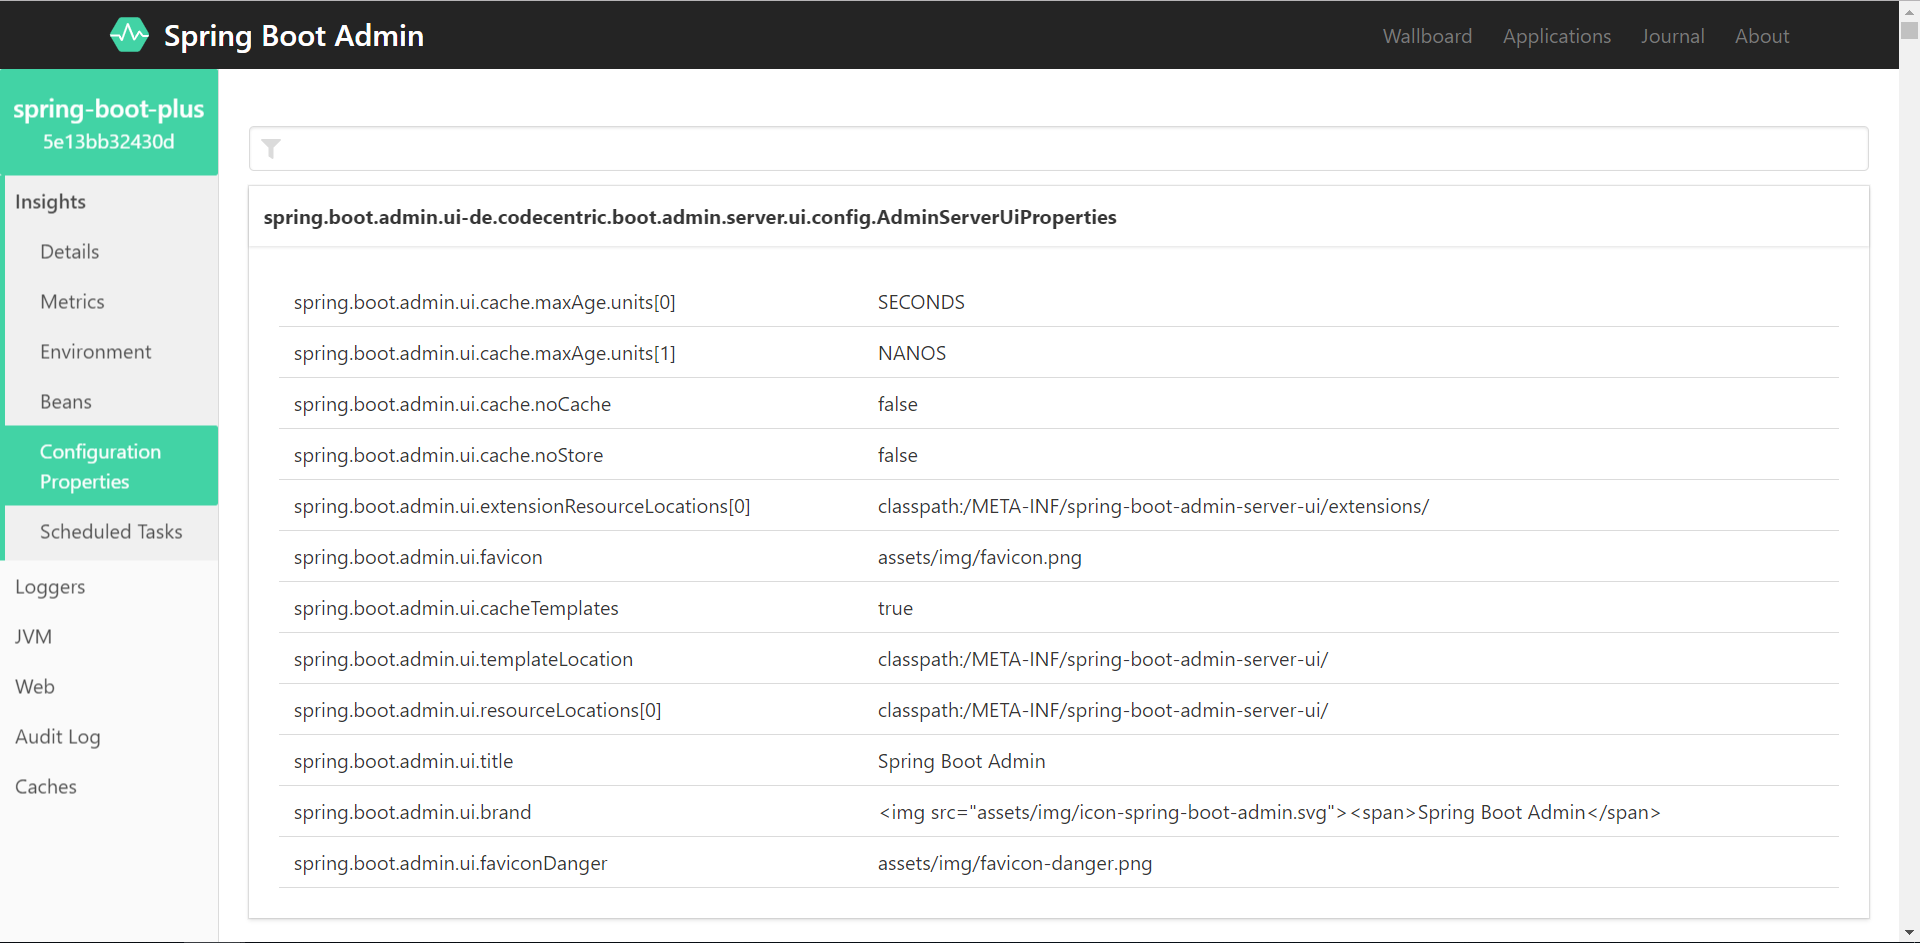 Spring Boot Admin
Wallboard Applications Journal About
spring-boot-plus
5e13bb32430d
Insights
Details
Metrics
Environment
Beans
Configuration
Properties
Scheduled Tasks
Loggers
JVM
Web
Audit Log
Caches
spring.boot.admin.ui-de.codecentric.boot.admin.server.ui.config.AdminServerUiProperties
spring.boot.admin.ui.cache.maxAge.units[0] SECONDS
spring.boot.admin.ui.cache.maxAge.units[1] NANOS
spring.boot.admin.ui.cache.noCache false
spring.boot.admin.ui.cache.noStore false
spring.boot.admin.ui.extensionResourceLocations[0] classpath:/META-INF/spring-boot-admin-server-ui/extensions/
spring.boot.admin.ui.favicon assets/img/favicon.png
spring.boot.admin.ui.cacheTemplates true
spring.boot.admin.ui.templateLocation classpath:/META-INF/spring-boot-admin-server-ui/
spring.boot.admin.ui.resourceLocations[0] classpath:/META-INF/spring-boot-admin-server-ui/
spring.boot.admin.ui.title Spring Boot Admin
spring.boot.admin.ui.brand <img src="assets/img/icon-spring-boot-admin.svg"><span>Spring Boot Admin</span>
spring.boot.admin.ui.faviconDanger assets/img/favicon-danger.png